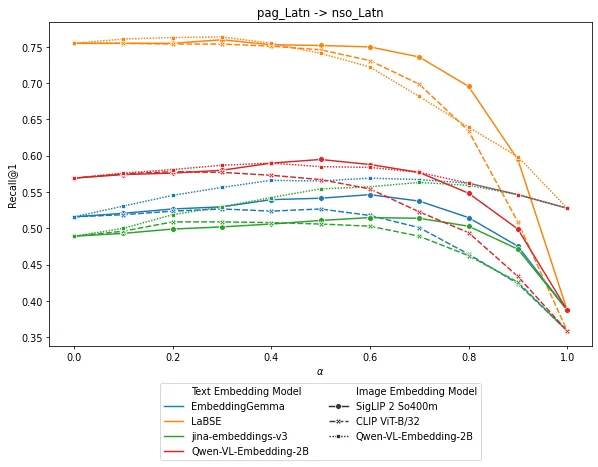 pag_Latn -> nso_Latn
Recall@1
0.75
0.70
0.65
0.60
0.55
0.50
0.45
0.40
0.35
0.0 0.2 0.4 0.6 0.8 1.0
α
Text Embedding Model
EmbeddingGemma
LaBSE
jina-embeddings-v3
Qwen-VL-Embedding-2B
Image Embedding Model
SigLIP 2 So400m
CLIP ViT-B/32
Qwen-VL-Embedding-2B